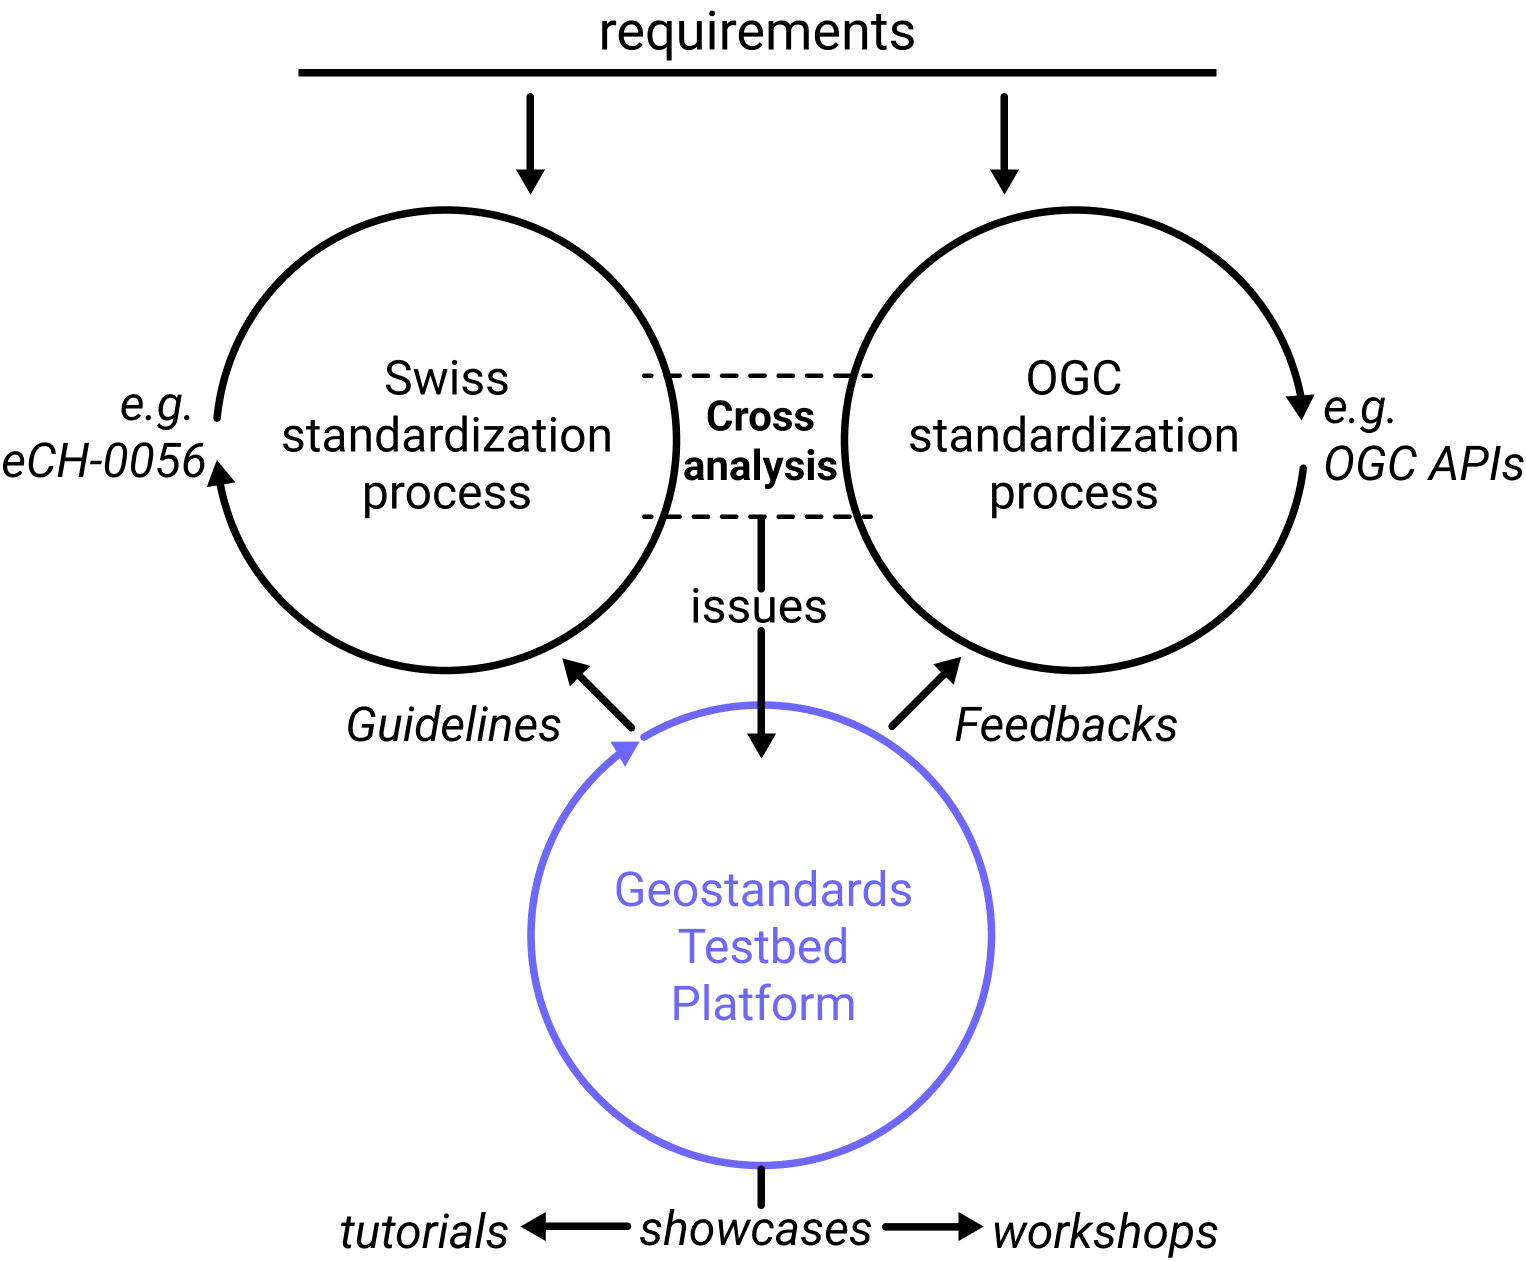 requirements
Swiss
standardization
process
e.g.
eCH-0056
Cross
analysis
OGC
standardization
process
e.g.
OGC APIs
issues
Guidelines
Feedbacks
Geostandards
Testbed
Platform
tutorials
showcases
workshops